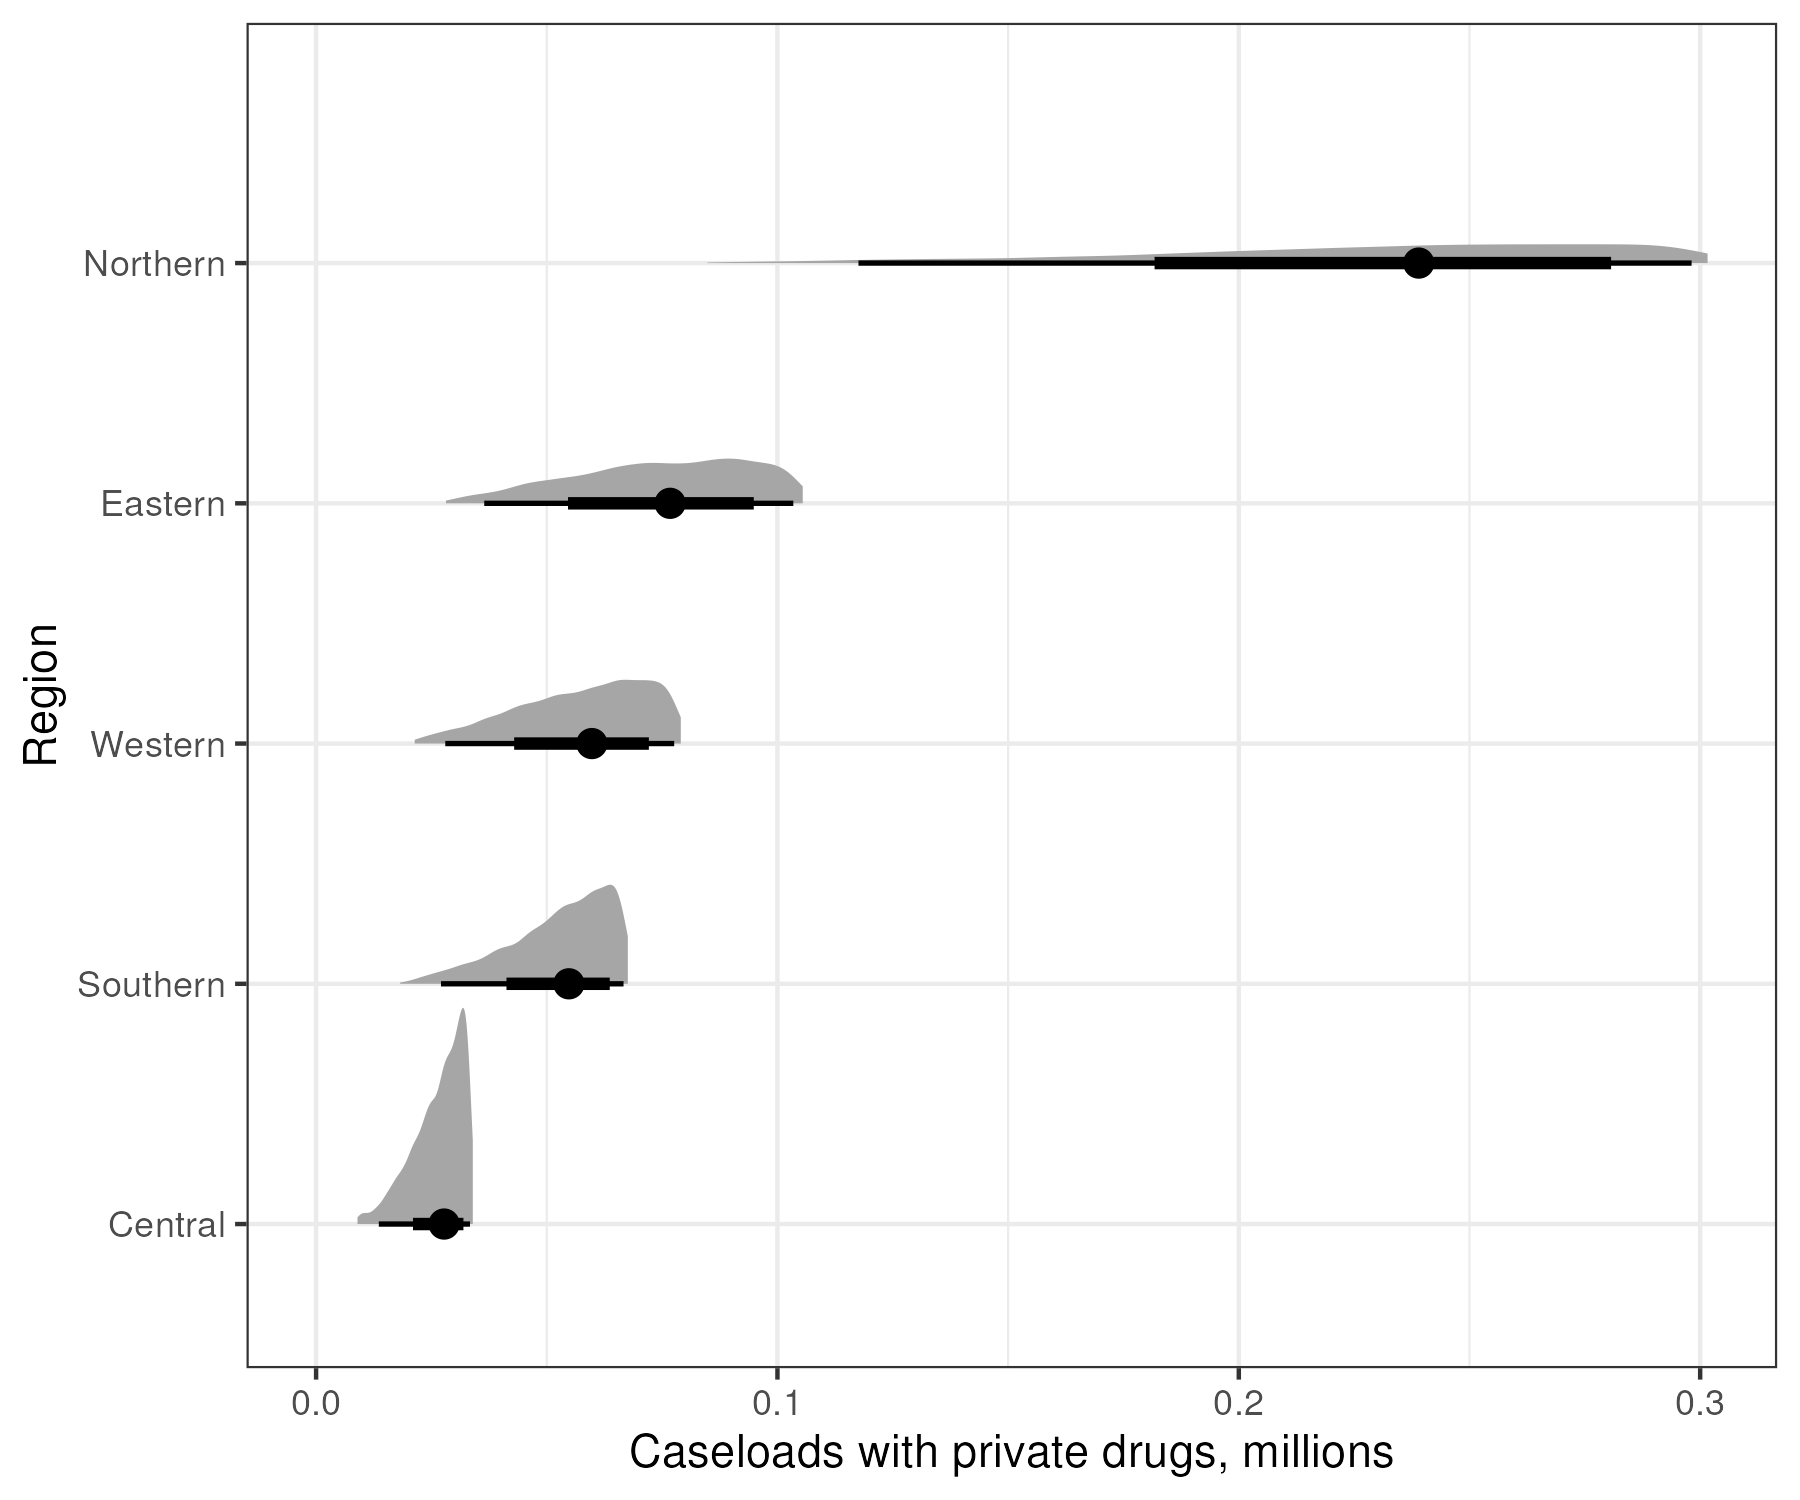 Region
Northern
Eastern
Western
Southern
Central
0.0 0.1 0.2 0.3
Caseloads with private drugs, millions